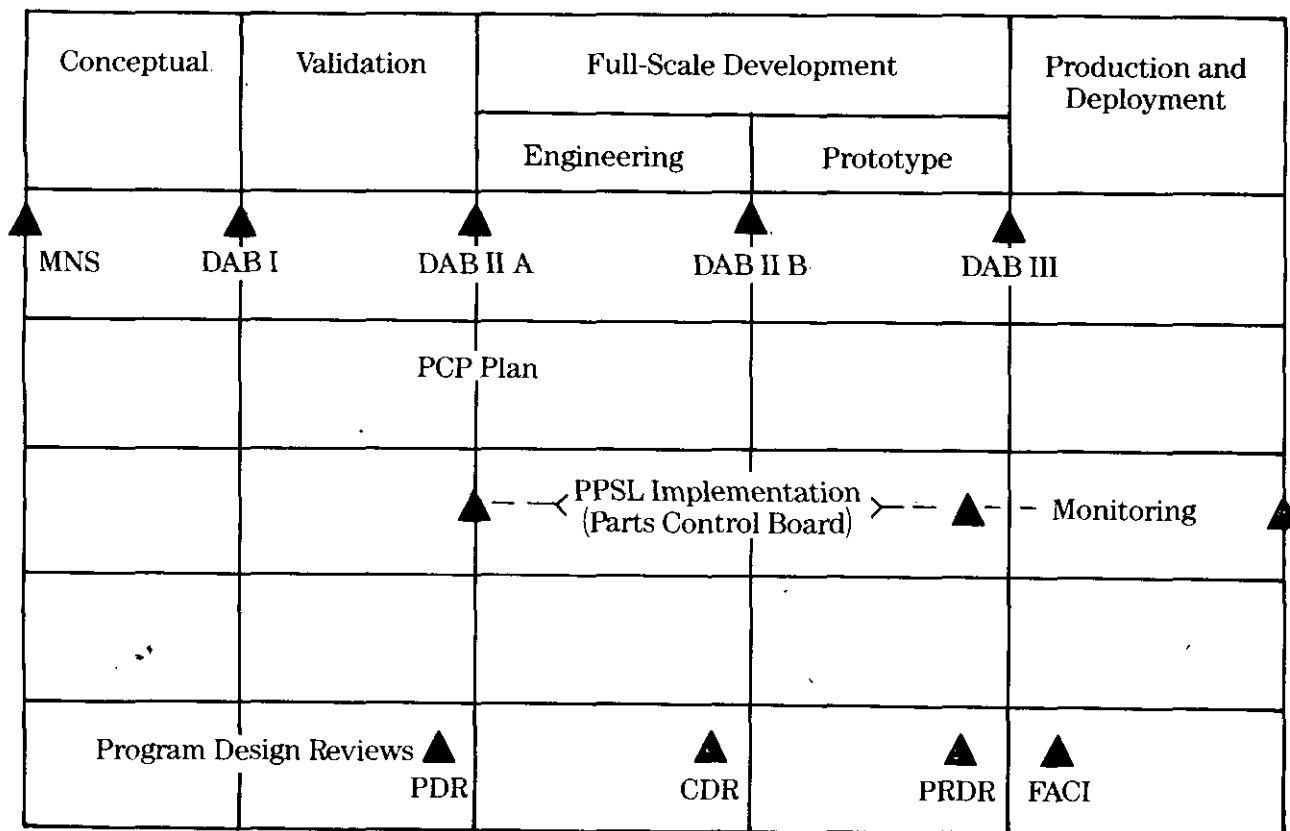 Conceptual
Validation
Full-Scale Development
Production and
Deployment
Engineering
Prototype
MNS
DAB I
DAB II A
DAB II B
DAB III
PCP Plan
PPSL Implementation
(Parts Control Board)
Monitoring
Program Design Reviews
PDR
CDR
PRDR
FACI